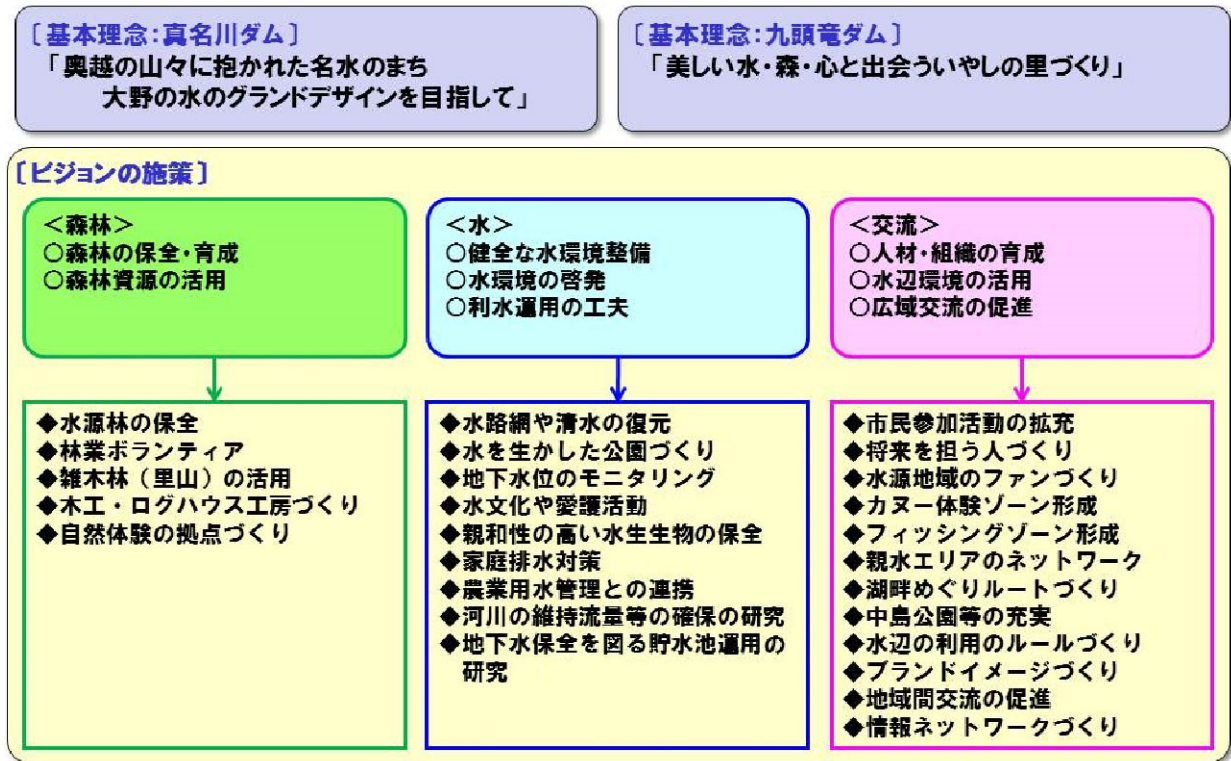 ［基本理念：真名川ダム］
「奥越の山々に抱かれた名水のまち
大野の水のグランドデザインを目指して」
［基本理念：九頭竜ダム］
「美しい水・森・心と出会ういやしの里づくり」
［ビジョンの施策］
＜森林＞
○森林の保全・育成
○森林資源の活用
＜水＞
○健全な水環境整備
○水環境の啓発
○利水運用の工夫
＜交流＞
○人材・組織の育成
○水辺環境の活用
○広域交流の促進
◆水源林の保全
◆林業ボランティア
◆雑木林（里山）の活用
◆木工・ログハウス工房づくり
◆自然体験の拠点づくり
◆水路網や清水の復元
◆水を生かした公園づくり
◆地下水位のモニタリング
◆水文化や愛護活動
◆親和性の高い水生生物の保全
◆家庭排水対策
◆農業用水管理との連携
◆河川の維持流量等の確保の研究
◆地下水保全を図る貯水池運用の
研究
◆市民参加活動の拡充
◆将来を担う人づくり
◆水源地域のファンづくり
◆カヌー体験ゾーン形成
◆フィッシングゾーン形成
◆親水エリアのネットワーク
◆湖畔めぐりルートづくり
◆中島公園等の充実
◆水辺の利用のルールづくり
◆ブランドイメージづくり
◆地域間交流の促進
◆情報ネットワークづくり